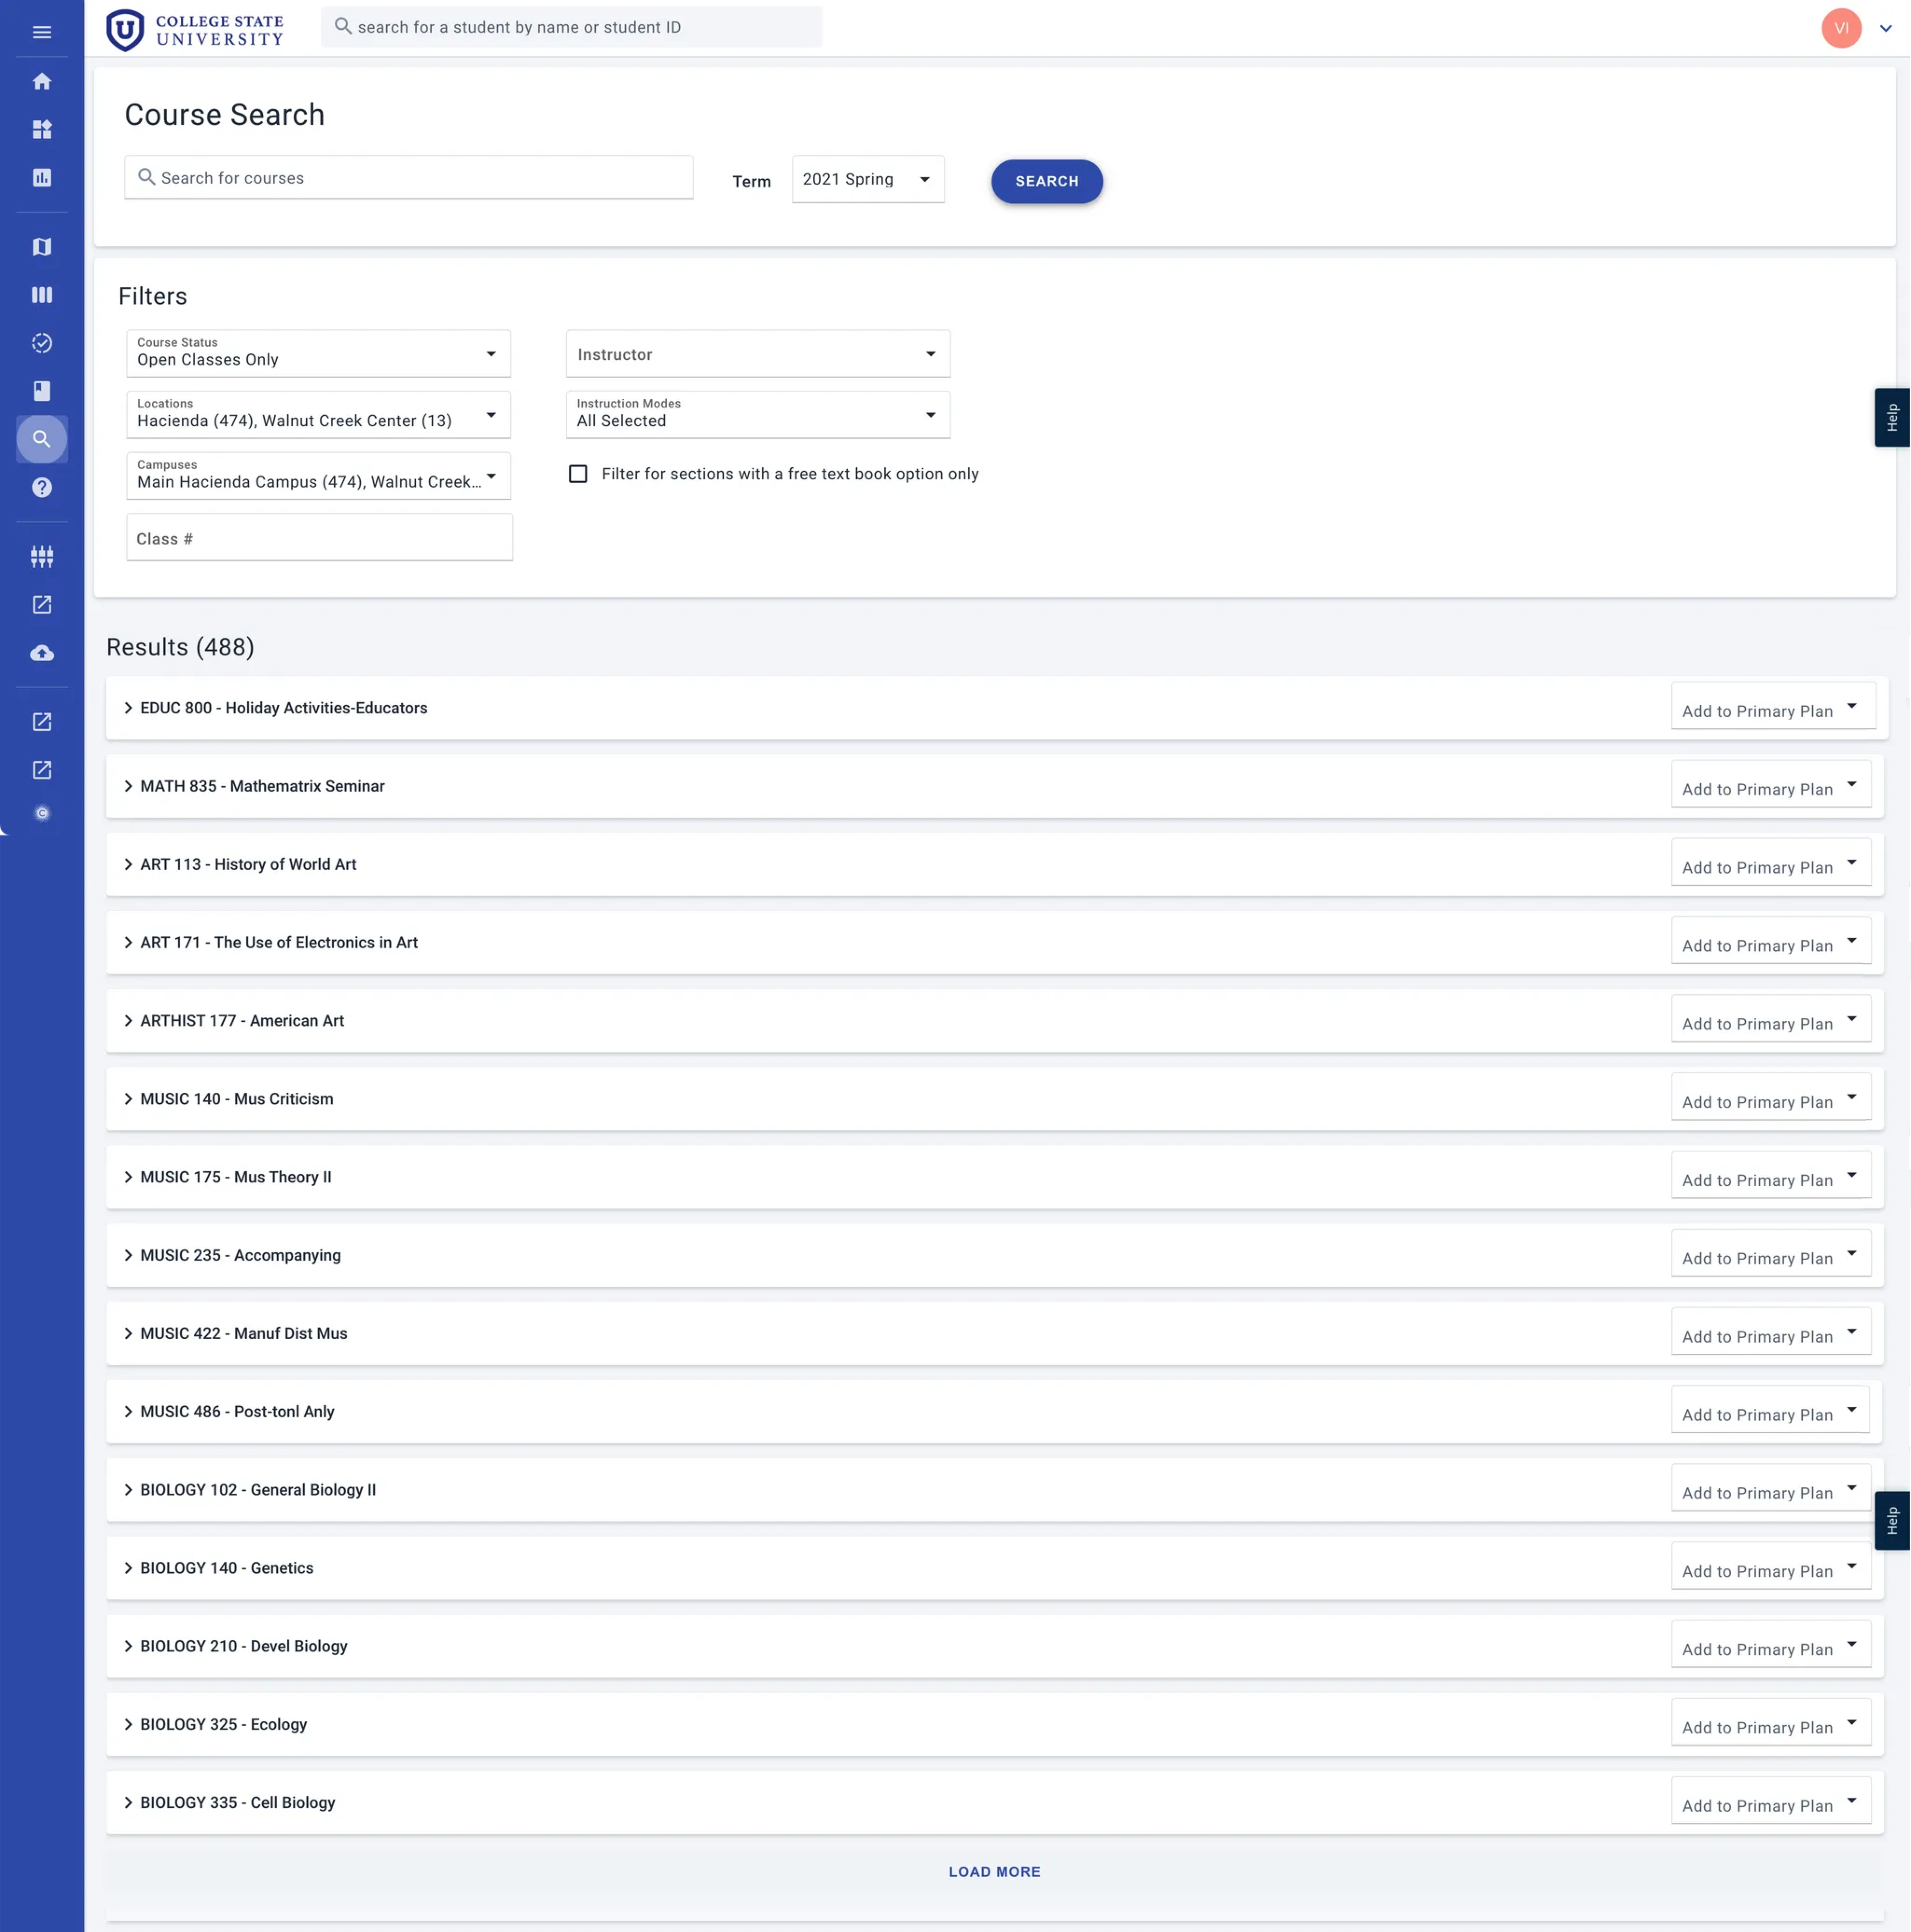 COLLEGE STATE
UNIVERSITY
search for a student by name or student ID
VI
Course Search
Search for courses
Term
2021 Spring
SEARCH
Filters
Course Status
Open Classes Only
Instructor
Locations
Hacienda (474), Walnut Creek Center (13)
Instruction Modes
All Selected
Help
Campuses
Main Hacienda Campus (474), Walnut Creek...
Filter for sections with a free text book option only
Class #
Results (488)
EDUC 800 - Holiday Activities-Educators
Add to Primary Plan
MATH 835 - Mathematrix Seminar
Add to Primary Plan
ART 113 - History of World Art
Add to Primary Plan
ART 171 - The Use of Electronics in Art
Add to Primary Plan
ARTHIST 177 - American Art
Add to Primary Plan
MUSIC 140 - Mus Criticism
Add to Primary Plan
MUSIC 175 - Mus Theory II
Add to Primary Plan
MUSIC 235 - Accompanying
Add to Primary Plan
MUSIC 422 - Manuf Dist Mus
Add to Primary Plan
MUSIC 486 - Post-tonl Anly
Add to Primary Plan
BIOLOGY 102 - General Biology II
Add to Primary Plan
Help
BIOLOGY 140 - Genetics
Add to Primary Plan
BIOLOGY 210 - Devel Biology
Add to Primary Plan
BIOLOGY 325 - Ecology
Add to Primary Plan
BIOLOGY 335 - Cell Biology
Add to Primary Plan
LOAD MORE